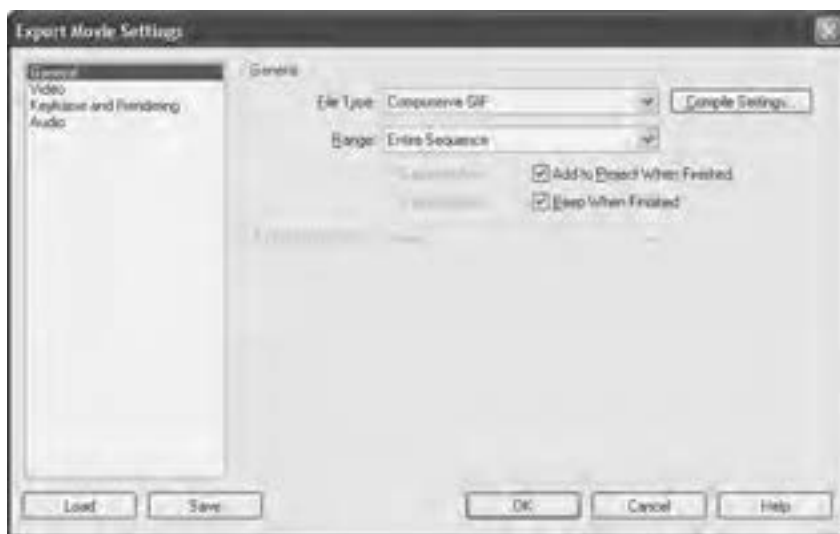 Export Movie Settings
General
Video
Keyframe and Rendering
Audio
General
File Type: Compuserve GIF
Compile Settings...
Range: Entire Sequence
Add to Project When Finished
Beep When Finished
Load
Save
OK
Cancel
Help